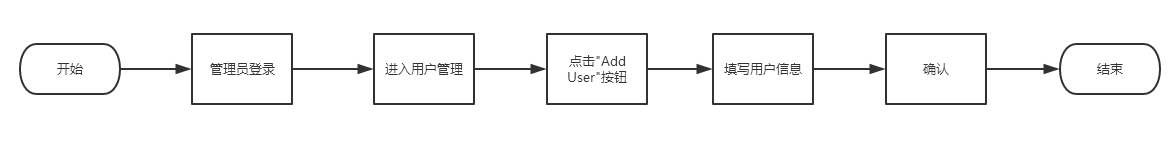 开始
管理员登录
进入用户管理
点击"Add
User"按钮
填写用户信息
确认
结束